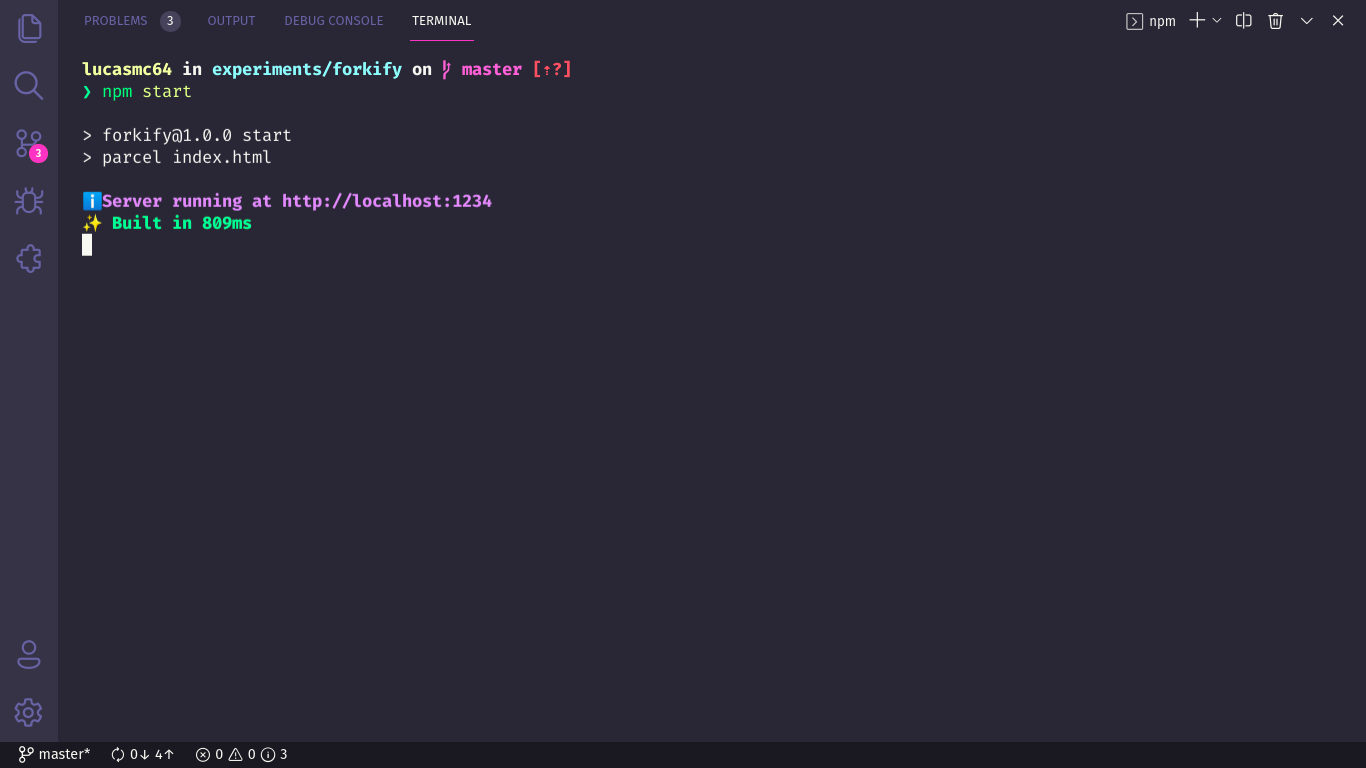 PROBLEMS 3 OUTPUT DEBUG CONSOLE TERMINAL npm
lucasmc64 in experiments/forkify on master [⇡?]
❯ npm start
> forkify@1.0.0 start
> parcel index.html
ℹ️Server running at http://localhost:1234
✨ Built in 809ms
3
master* 0↓ 4↑ 0 0 3